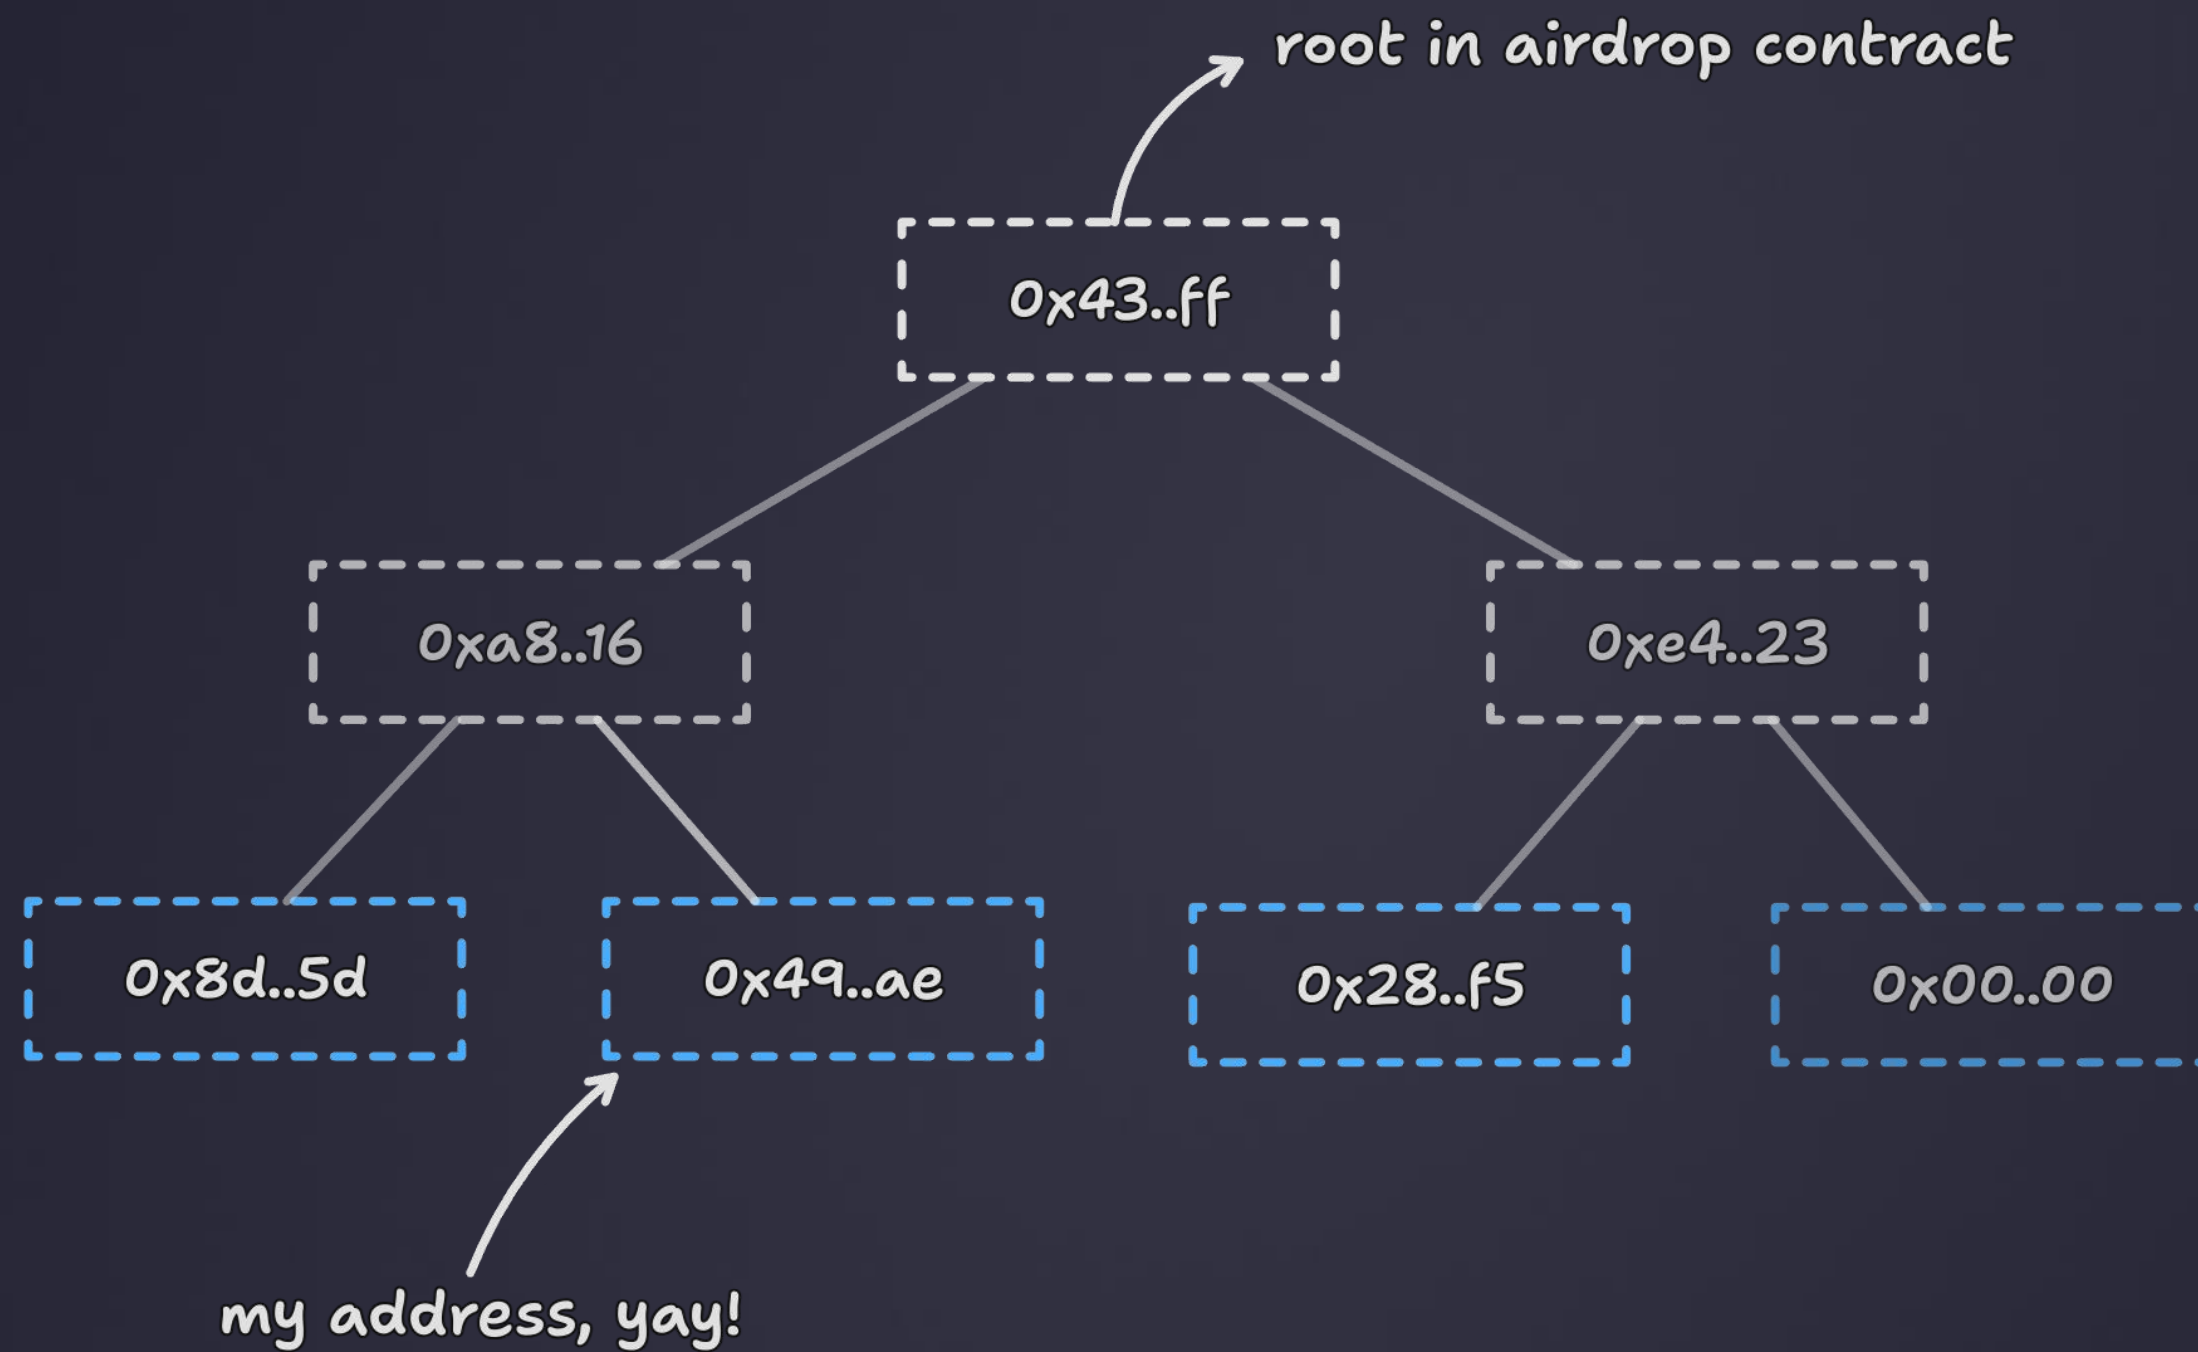 root in airdrop contract
0x43..ff
0xa8..16
0xe4..23
0x8d..5d
0x49..ae
0x28..f5
0x00..00
my address, yay!